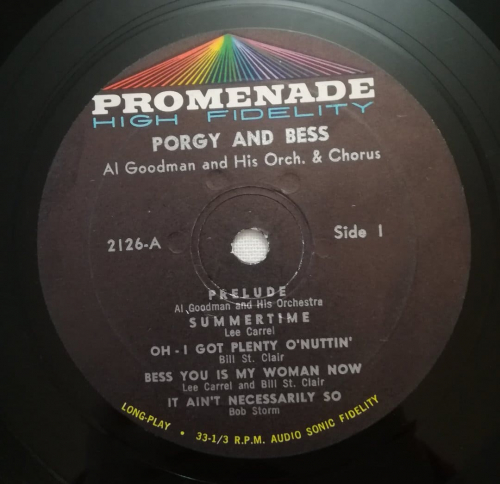 PROMENADE
HIGH FIDELITY
PORGY AND BESS
Al Goodman and His Orch. & Chorus
2126-A
Side 1
PRELUDE
Al Goodman and His Orchestra
SUMMERTIME
Lee Carrel
OH - I GOT PLENTY O'NUTTIN'
Bill St. Clair
BESS YOU IS MY WOMAN NOW
Lee Carrel and Bill St. Clair
IT AIN'T NECESSARILY SO
Bob Storm
LONG-PLAY • 33-1/3 R.P.M. AUDIO SONIC FIDELITY